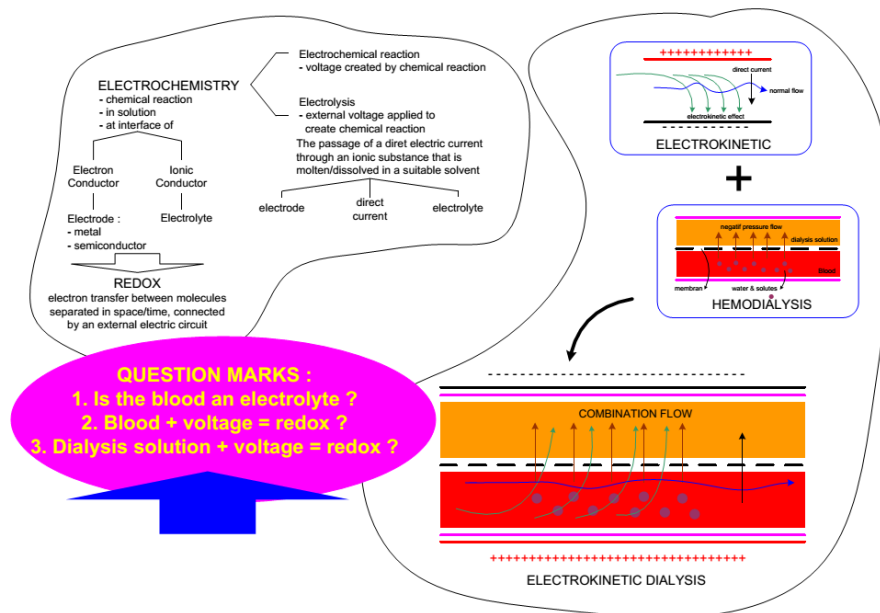 ELECTROCHEMISTRY
- chemical reaction
- in solution
- at interface of
Electron
Conductor
Ionic
Conductor
Electrode :
- metal
- semiconductor
Electrolyte
REDOX
electron transfer between molecules
separated in space/time, connected
by an external electric circuit
Electrochemical reaction
- voltage created by chemical reaction
Electrolysis
- external voltage applied to
create chemical reaction
The passage of a diret electric current
through an ionic substance that is
molten/dissolved in a suitable solvent
electrode
direct
current
electrolyte
QUESTION MARKS :
1. Is the blood an electrolyte ?
2. Blood + voltage = redox ?
3. Dialysis solution + voltage = redox ?
++++++++++++
direct current
normal flow
electrokinetic effect
- - - - - - - - - - - -
ELECTROKINETIC
+
negatif pressure flow
dialysis solution
Blood
membran
water & solutes
HEMODIALYSIS
COMBINATION FLOW
+++++++++++++++++++++++++
ELECTROKINETIC DIALYSIS